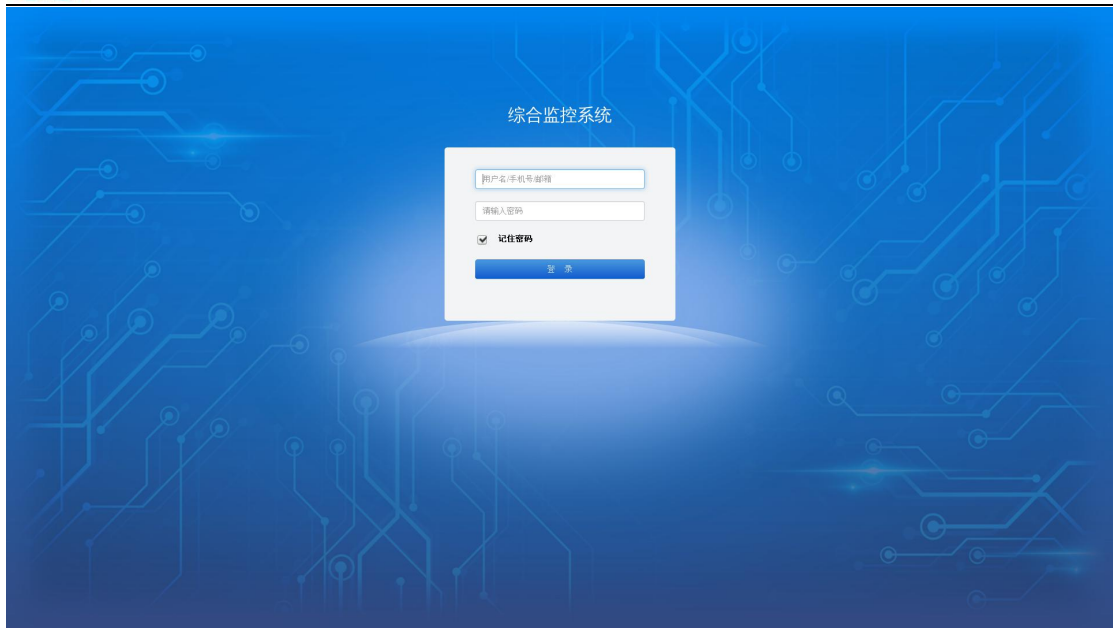 综合监控系统
用户名/手机号/邮箱
请输入密码
记住密码
登 录